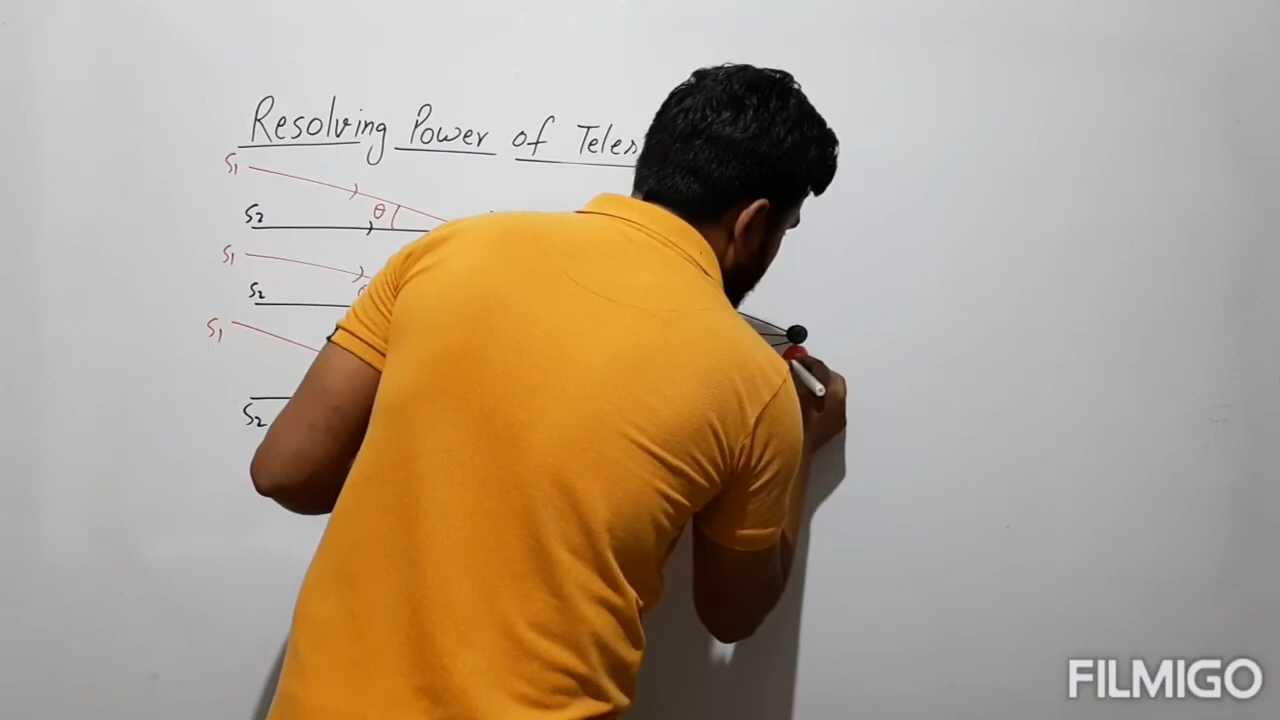 Resolving Power of Teles
S1
θ
S2
S1
S2
S1
S2
FILMIGO